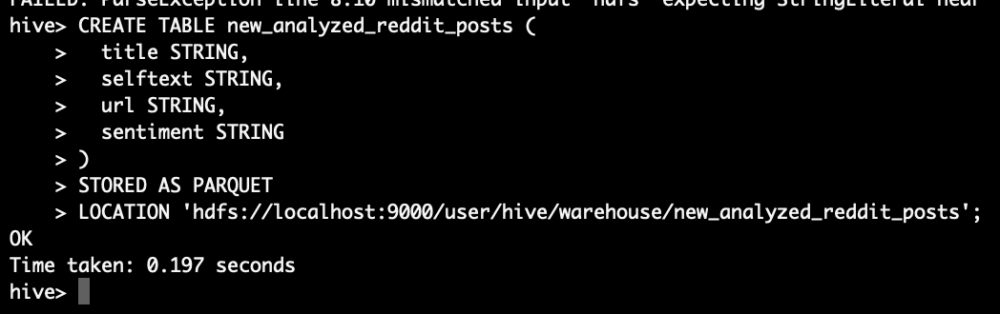 FAILED: ParseException line 8:10 mismatched input 'hdfs' expecting StringLiteral near
hive> CREATE TABLE new_analyzed_reddit_posts (
    >   title STRING,
    >   selftext STRING,
    >   url STRING,
    >   sentiment STRING
    > )
    > STORED AS PARQUET
    > LOCATION 'hdfs://localhost:9000/user/hive/warehouse/new_analyzed_reddit_posts';
OK
Time taken: 0.197 seconds
hive>